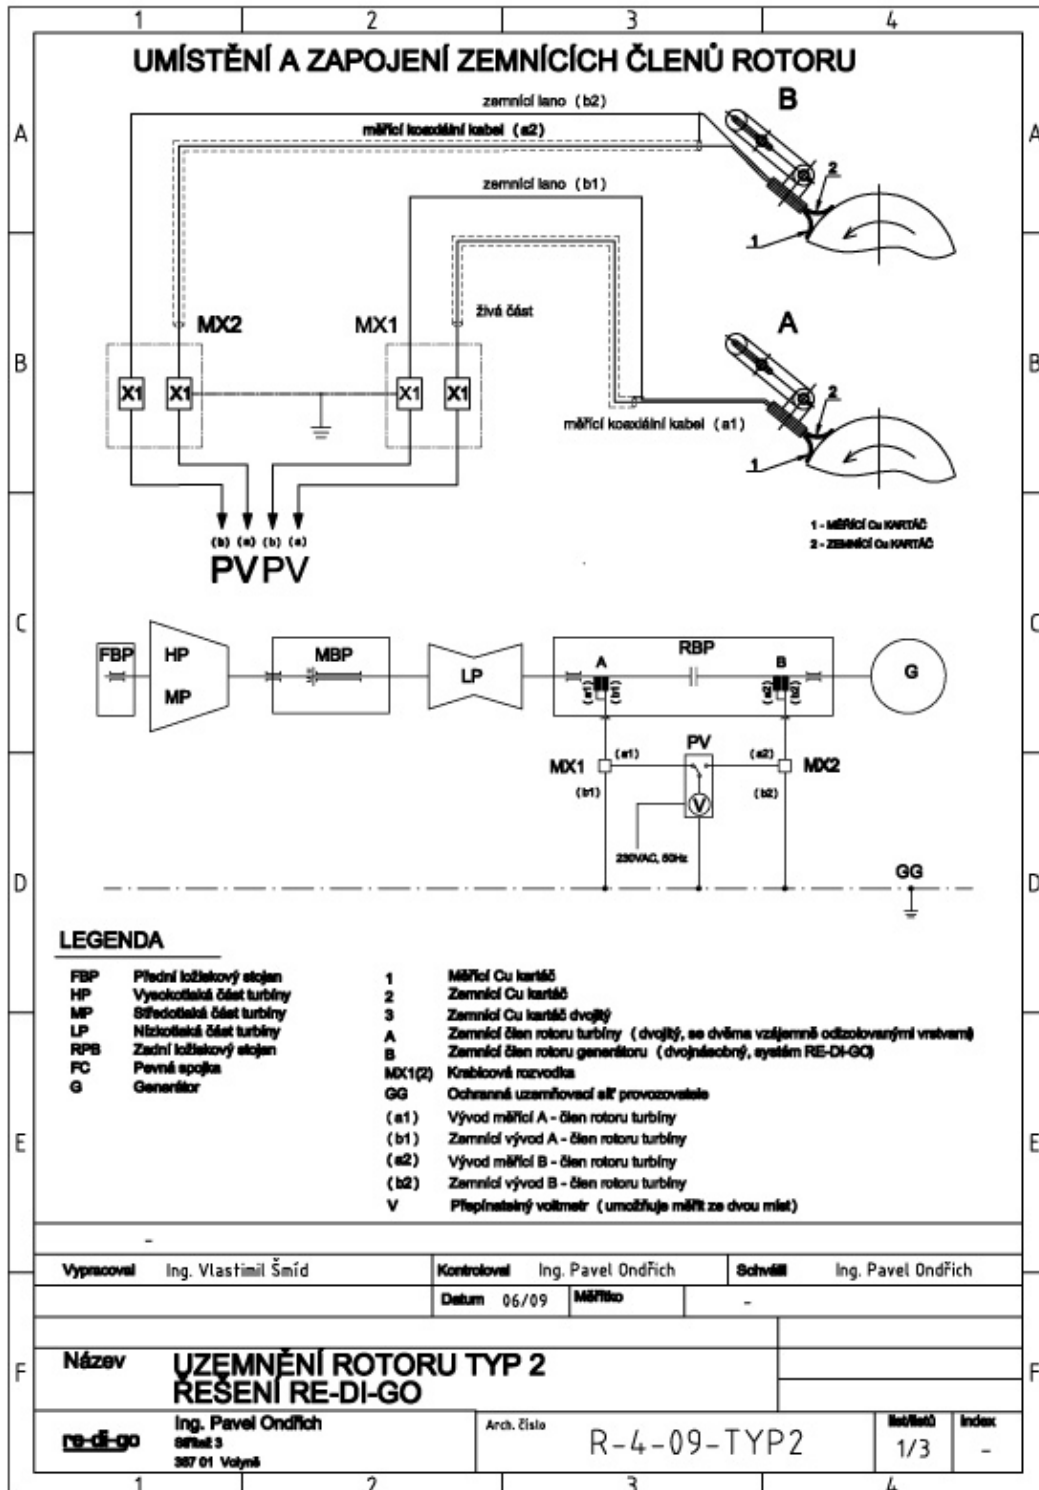 1 2 3 4
UMÍSTĚNÍ A ZAPOJENÍ ZEMNÍCÍCH ČLENŮ ROTORU
A A
zemnící lano (b2)
B
měřící koaxiální kabel (a2)
2
zemnící lano (b1)
1
živá část
MX2 MX1
A
B B
X1 X1 X1 X1
2
měřící koaxiální kabel (a1)
1
1 - MĚŘÍCÍ Cu KARTÁČ
2 - ZEMNÍCÍ Cu KARTÁČ
(b) (a) (b) (a)
PV PV
C C
FBP HP MBP LP A RBP B G
MP
(a1) (b1) (a2) (b2)
PV
MX1 (a1) (a2) MX2
(b1) (b2)
V
230VAC, 50Hz
GG
D D
LEGENDA
FBP Přední ložiskový stojan
HP Vysokotlaká část turbíny
MP Středotlaká část turbíny
LP Nízkotlaká část turbíny
RPB Zadní ložiskový stojan
FC Pevná spojka
G Generátor
1 Měřící Cu kartáč
2 Zemnící Cu kartáč
3 Zemnící Cu kartáč dvojitý
A Zemnící člen rotoru turbíny (dvojitý, se dvěma vzájemně odizolovanými vrstvami)
B Zemnící člen rotoru generátoru (dvojnásobný, systém RE-DI-GO)
MX1(2) Krabicová rozvodka
GG Ochranná uzemňovací síť provozovatele
(a1) Vývod měřící A - člen rotoru turbíny
(b1) Zemnící vývod A - člen rotoru turbíny
(a2) Vývod měřící B - člen rotoru turbíny
(b2) Zemnící vývod B - člen rotoru turbíny
V Přepínatelný voltmetr (umožňuje měřit ze dvou míst)
E E
-
Vypracoval Ing. Vlastimil Šmíd Kontroloval Ing. Pavel Ondřich Schválil Ing. Pavel Ondřich
Datum 06/09 Měřítko -
F F
Název UZEMNĚNÍ ROTORU TYP 2
ŘEŠENÍ RE-DI-GO
re-di-go
Ing. Pavel Ondřich
3
387 01 Volyně
Arch. číslo R-4-09-TYP2
list/listů 1/3
Index -
1 2 3 4